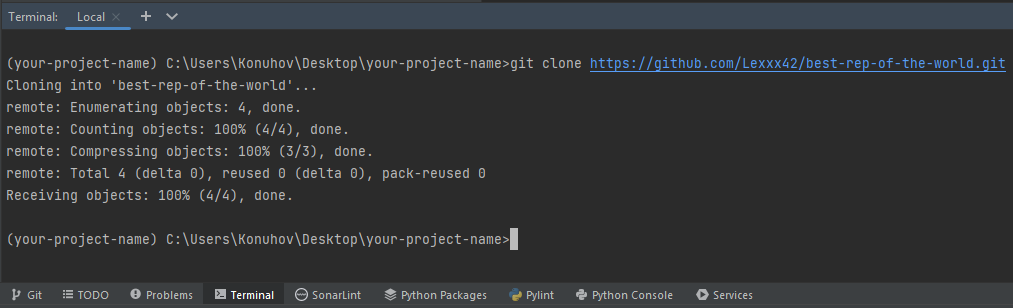 Terminal: Local
(your-project-name) C:\Users\Konuhov\Desktop\your-project-name>git clone https://github.com/Lexxx42/best-rep-of-the-world.git
Cloning into 'best-rep-of-the-world'...
remote: Enumerating objects: 4, done.
remote: Counting objects: 100% (4/4), done.
remote: Compressing objects: 100% (3/3), done.
remote: Total 4 (delta 0), reused 0 (delta 0), pack-reused 0
Receiving objects: 100% (4/4), done.
(your-project-name) C:\Users\Konuhov\Desktop\your-project-name>
Git TODO Problems Terminal SonarLint Python Packages Pylint Python Console Services